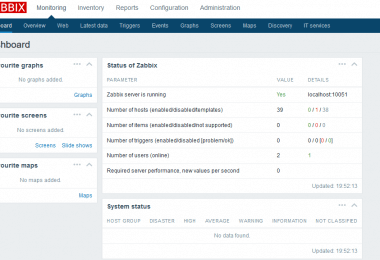 ABBIX Monitoring Inventory Reports Configuration Administration
board Overview Web Latest data Triggers Events Graphs Screens Maps Discovery IT services
shboard
ourite graphs
No graphs added.
Graphs
ourite screens
No screens added.
Screens Slide shows
ourite maps
No maps added.
Maps
Status of Zabbix
PARAMETER VALUE DETAILS
Zabbix server is running Yes localhost:10051
Number of hosts (enabled/disabled/templates) 39 0 / 1 / 38
Number of items (enabled/disabled/not supported) 0 0 / 0 / 0
Number of triggers (enabled/disabled [problem/ok]) 0 0 / 0 [0 / 0]
Number of users (online) 2 1
Required server performance, new values per second 0
Updated: 19:52:13
System status
HOST GROUP DISASTER HIGH AVERAGE WARNING INFORMATION NOT CLASSIFIED
No data found.
Updated: 19:52:13